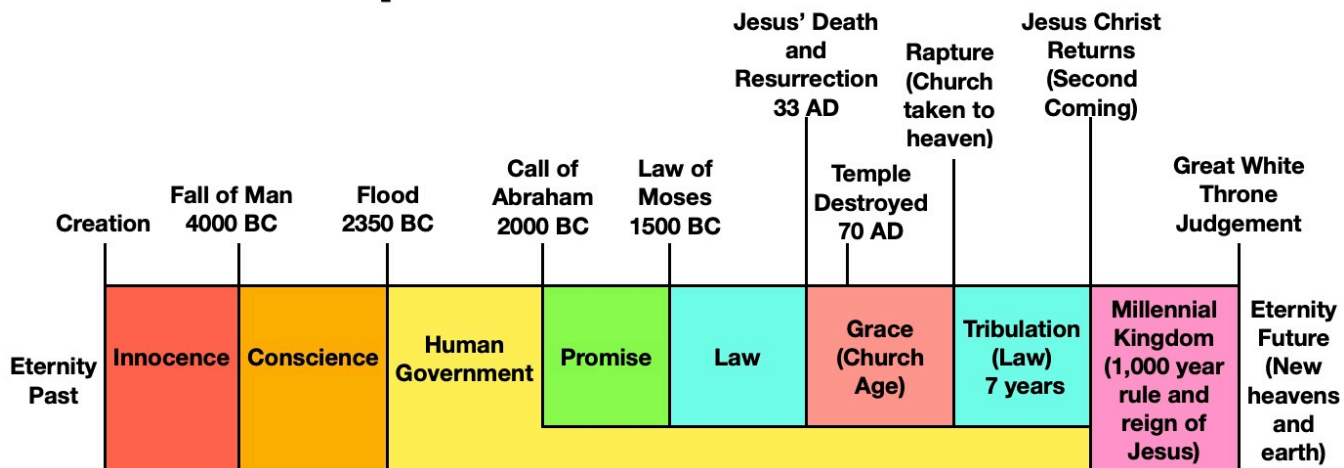 Creation
Fall of Man
4000 BC
Flood
2350 BC
Call of
Abraham
2000 BC
Law of
Moses
1500 BC
Jesus’ Death
and
Resurrection
33 AD
Temple
Destroyed
70 AD
Rapture
(Church
taken to
heaven)
Jesus Christ
Returns
(Second
Coming)
Great White
Throne
Judgement
Eternity
Past
Innocence
Conscience
Human
Government
Promise
Law
Grace
(Church
Age)
Tribulation
(Law)
7 years
Millennial
Kingdom
(1,000 year
rule and
reign of
Jesus)
Eternity
Future
(New
heavens
and
earth)